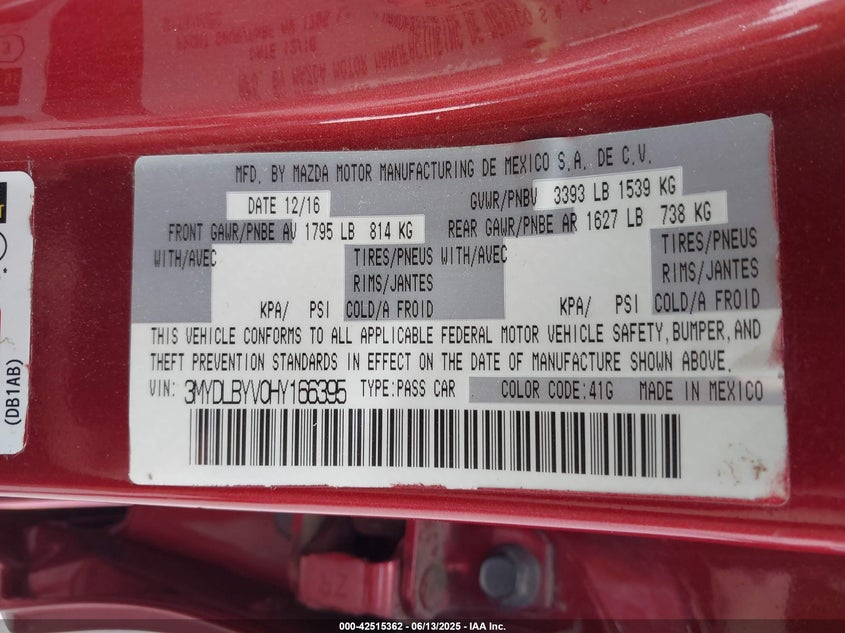 MFD. BY MAZDA MOTOR MANUFACTURING DE MEXICO S.A. DE C.V.
DATE 12/16 GVWR/PNBV 3393 LB 1539 KG
FRONT GAWR/PNBE AV 1795 LB 814 KG REAR GAWR/PNBE AR 1627 LB 738 KG
WITH/AVEC TIRES/PNEUS WITH/AVEC TIRES/PNEUS
RIMS/JANTES RIMS/JANTES
KPA/ PSI COLD/A FROID KPA/ PSI COLD/A FROID
THIS VEHICLE CONFORMS TO ALL APPLICABLE FEDERAL MOTOR VEHICLE SAFETY, BUMPER, AND
THEFT PREVENTION STANDARDS IN EFFECT ON THE DATE OF MANUFACTURE SHOWN ABOVE.
VIN: 3MYDLBYV0HY166395 TYPE:PASS CAR COLOR CODE:41G MADE IN MEXICO
(DB1AB)
000-42515362 - 06/13/2025 - IAA Inc.